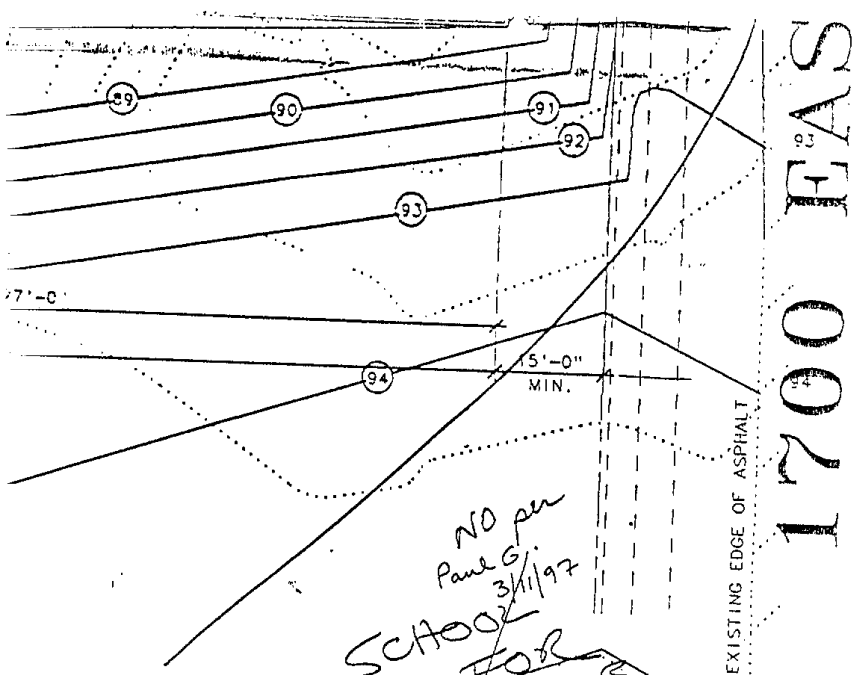 89
90
91
92
93
93
7'-0"
94
94
15'-0"
MIN.
EXISTING EDGE OF ASPHALT
1700 EAS
NO per
Paul G.
3/11/97
SCHOOL
FOR